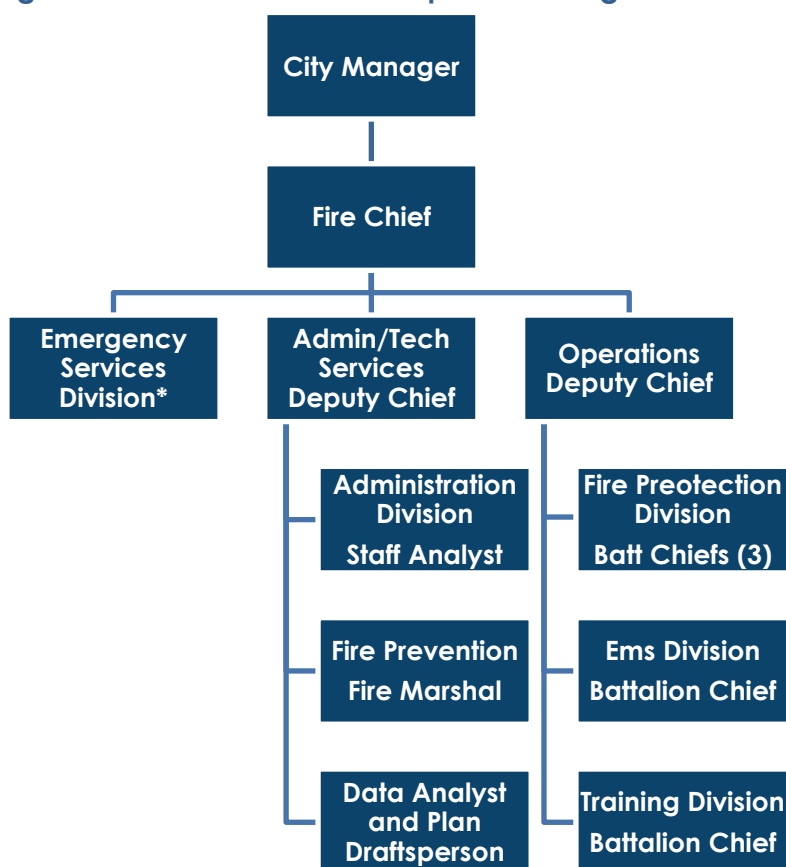 City Manager
Fire Chief
Emergency
Services
Division*
Admin/Tech
Services
Deputy Chief
Operations
Deputy Chief
Administration
Division
Staff Analyst
Fire Preotection
Division
Batt Chiefs (3)
Fire Prevention
Fire Marshal
Ems Division
Battalion Chief
Data Analyst
and Plan
Draftsperson
Training Division
Battalion Chief